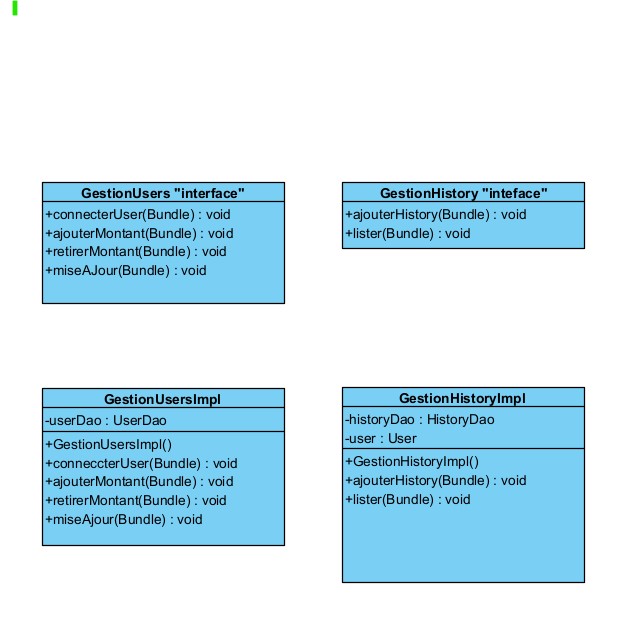 GestionUsers "interface"
+connecterUser(Bundle) : void
+ajouterMontant(Bundle) : void
+retirerMontant(Bundle) : void
+miseAJour(Bundle) : void
GestionHistory "inteface"
+ajouterHistory(Bundle) : void
+lister(Bundle) : void
GestionUsersImpl
-userDao : UserDao
+GestionUsersImpl()
+conneccterUser(Bundle) : void
+ajouterMontant(Bundle) : void
+retirerMontant(Bundle) : void
+miseAjour(Bundle) : void
GestionHistoryImpl
-historyDao : HistoryDao
-user : User
+GestionHistoryImpl()
+ajouterHistory(Bundle) : void
+lister(Bundle) : void